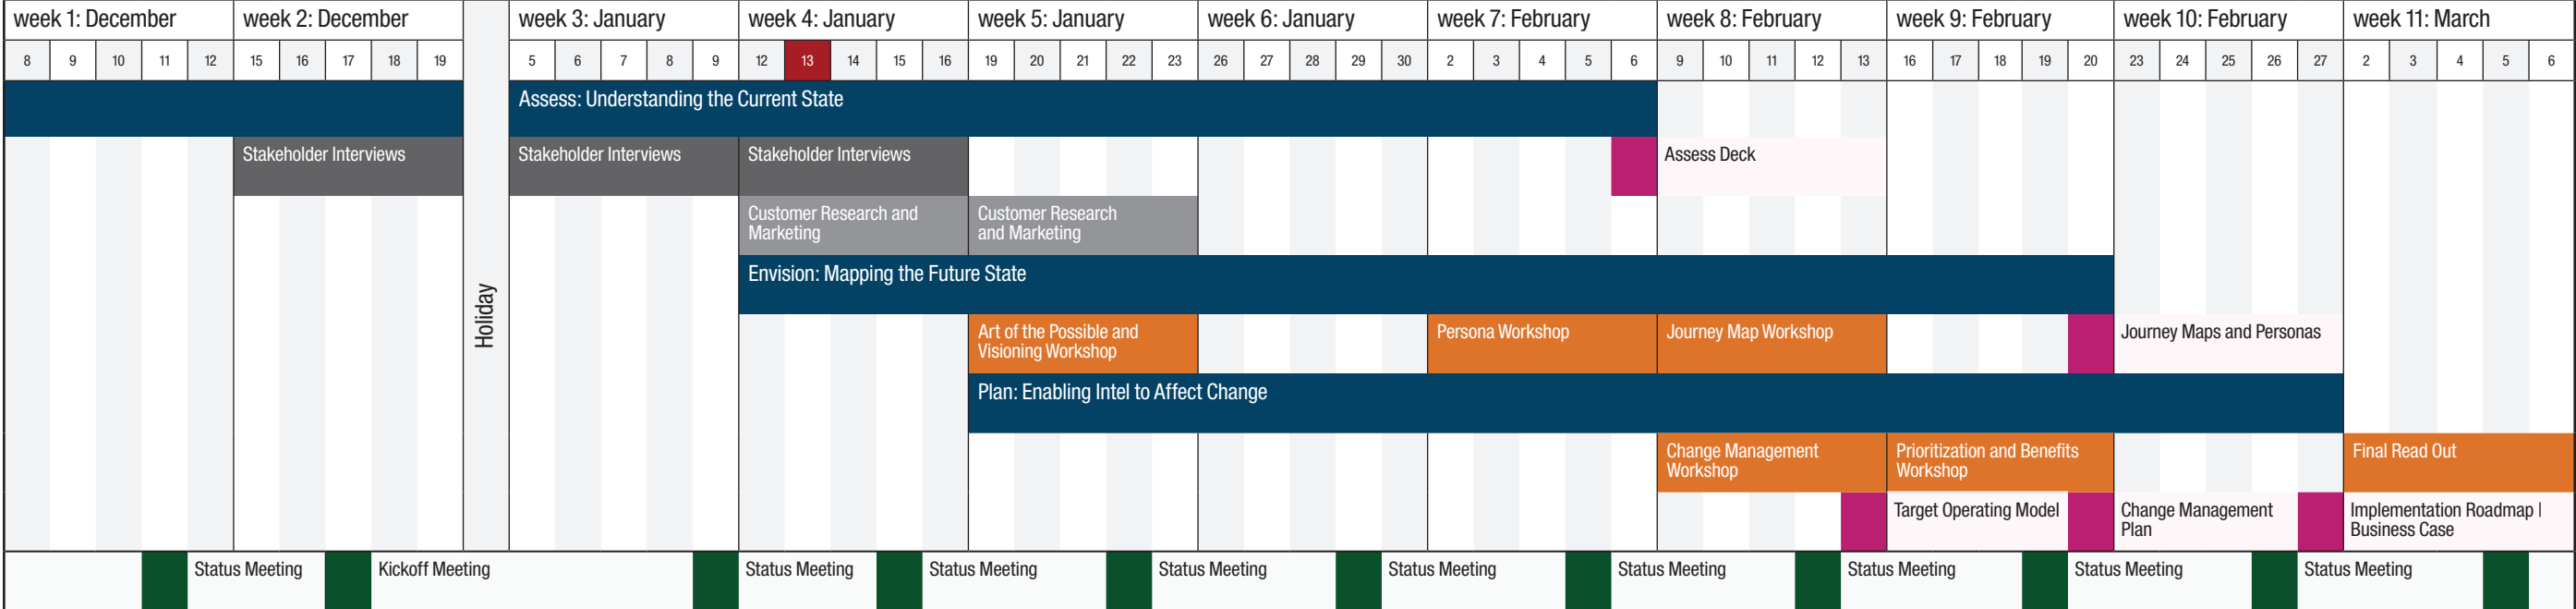 week 1: December week 2: December week 3: January week 4: January week 5: January week 6: January week 7: February week 8: February week 9: February week 10: February week 11: March
8 9 10 11 12 15 16 17 18 19 5 6 7 8 9 12 13 14 15 16 19 20 21 22 23 26 27 28 29 30 2 3 4 5 6 9 10 11 12 13 16 17 18 19 20 23 24 25 26 27 2 3 4 5 6
Holiday
Assess: Understanding the Current State
Stakeholder Interviews Stakeholder Interviews Stakeholder Interviews Assess Deck
Customer Research and
Marketing
Customer Research
and Marketing
Envision: Mapping the Future State
Art of the Possible and
Visioning Workshop
Persona Workshop
Journey Map Workshop
Journey Maps and Personas
Plan: Enabling Intel to Affect Change
Change Management
Workshop
Prioritization and Benefits
Workshop
Final Read Out
Target Operating Model
Change Management
Plan
Implementation Roadmap |
Business Case
Status Meeting Kickoff Meeting Status Meeting Status Meeting Status Meeting Status Meeting Status Meeting Status Meeting Status Meeting Status Meeting